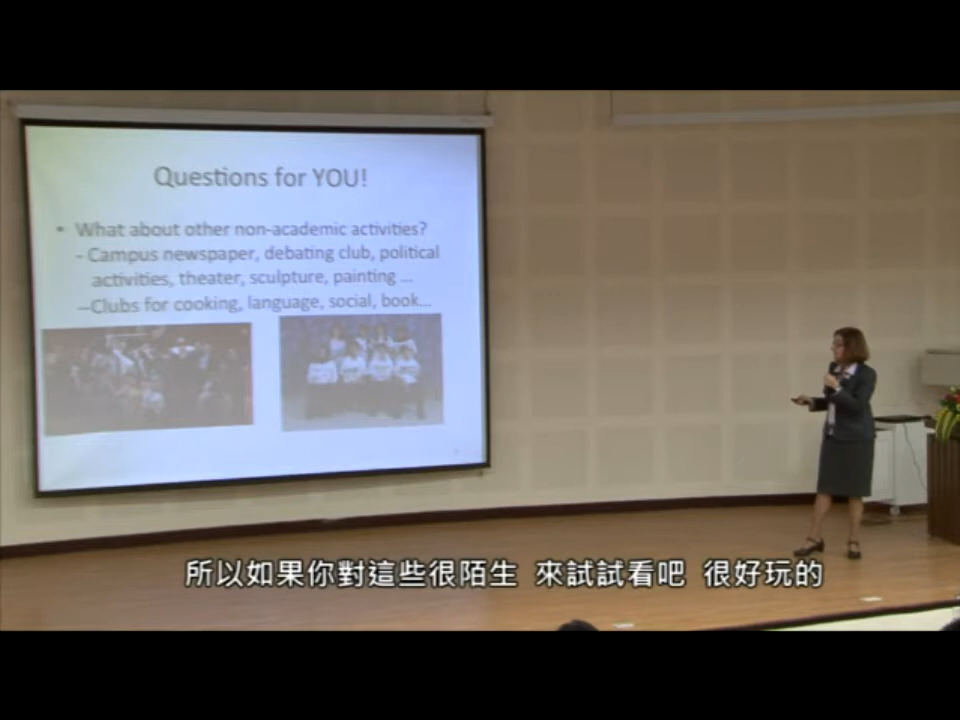 Questions for YOU!
• What about other non-academic activities?
- Campus newspaper, debating club, political
activities, theater, sculpture, painting ...
–Clubs for cooking, language, social, book...
所以如果你對這些很陌生 來試試看吧 很好玩的